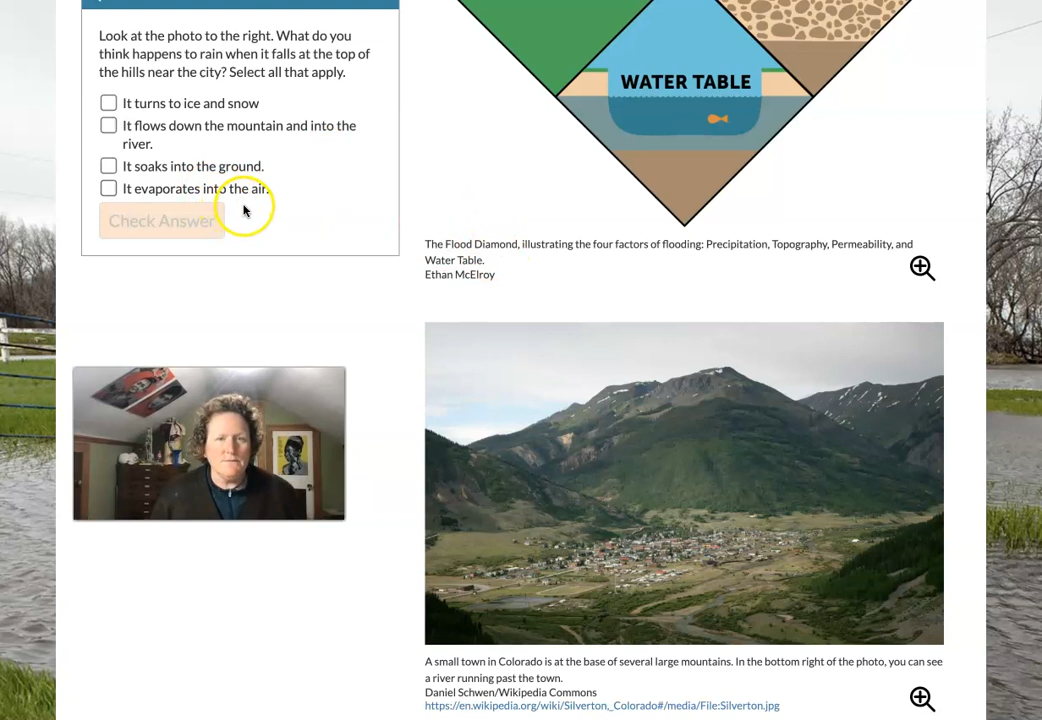 Look at the photo to the right. What do you
think happens to rain when it falls at the top of
the hills near the city? Select all that apply.
It turns to ice and snow
It flows down the mountain and into the
river.
It soaks into the ground.
It evaporates into the air.
Check Answer
WATER TABLE
The Flood Diamond, illustrating the four factors of flooding: Precipitation, Topography, Permeability, and
Water Table.
Ethan McElroy
A small town in Colorado is at the base of several large mountains. In the bottom right of the photo, you can see
a river running past the town.
Daniel Schwen/Wikipedia Commons
https://en.wikipedia.org/wiki/Silverton,_Colorado#/media/File:Silverton.jpg